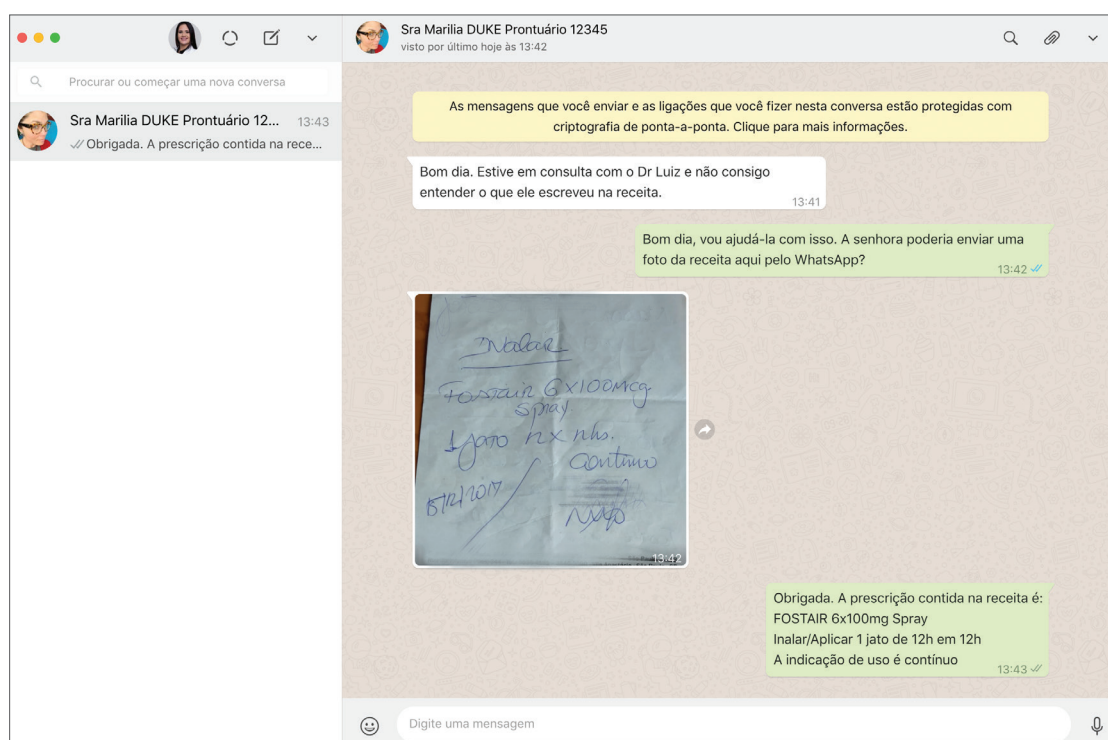 Sra Marilia DUKE Prontuário 12345
visto por último hoje às 13:42
Procurar ou começar uma nova conversa
Sra Marilia DUKE Prontuário 12... 13:43
Obrigada. A prescrição contida na rece...
As mensagens que você enviar e as ligações que você fizer nesta conversa estão protegidas com
criptografia de ponta-a-ponta. Clique para mais informações.
Bom dia. Estive em consulta com o Dr Luiz e não consigo
entender o que ele escreveu na receita.
13:41
Bom dia, vou ajudá-la com isso. A senhora poderia enviar uma
foto da receita aqui pelo WhatsApp?
13:42
Inalar
Fostair 6x100mcg
spray
1 jato
contínuo
13:42
Obrigada. A prescrição contida na receita é:
FOSTAIR 6x100mg Spray
Inalar/Aplicar 1 jato de 12h em 12h
A indicação de uso é contínuo
13:43
Digite uma mensagem